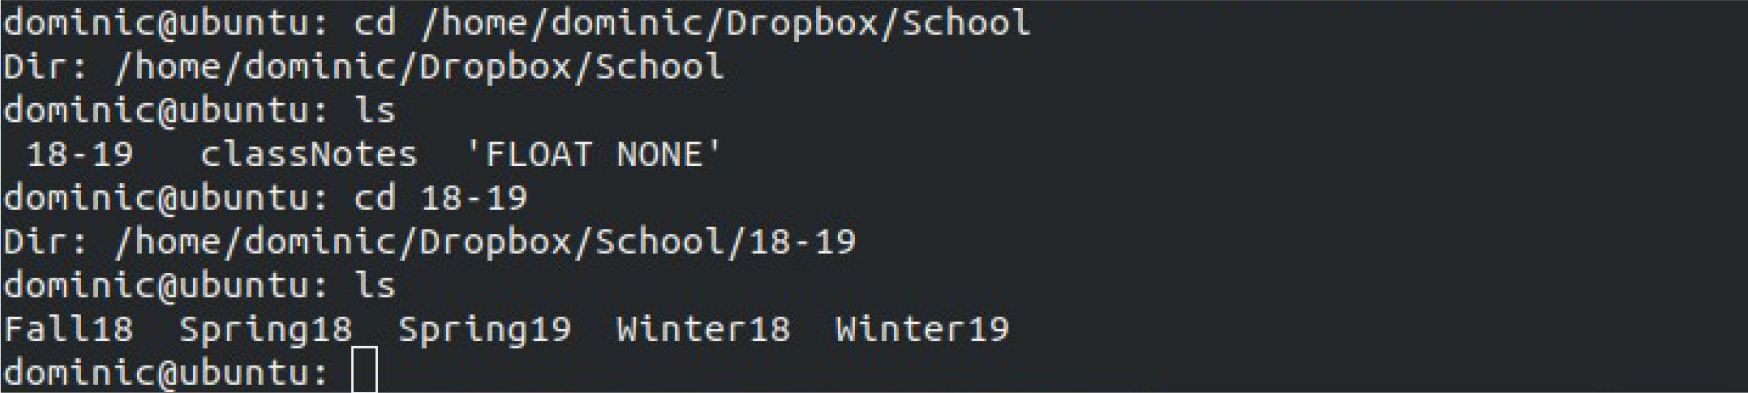 dominic@ubuntu: cd /home/dominic/Dropbox/School
Dir: /home/dominic/Dropbox/School
dominic@ubuntu: ls
 18-19   classNotes  'FLOAT NONE'
dominic@ubuntu: cd 18-19
Dir: /home/dominic/Dropbox/School/18-19
dominic@ubuntu: ls
Fall18  Spring18  Spring19  Winter18  Winter19
dominic@ubuntu: